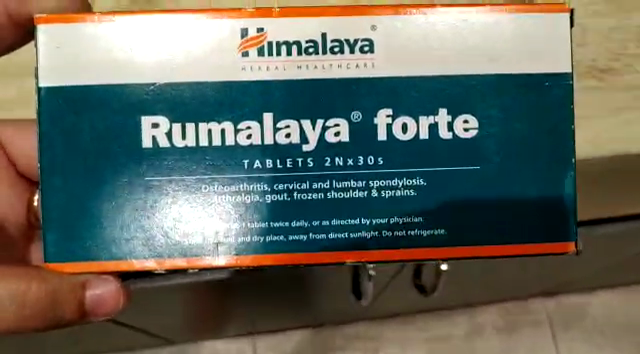 Himalaya®
HERBAL HEALTHCARE
Rumalaya® forte
TABLETS 2Nx30s
Osteoarthritis, cervical and lumbar spondylosis,
arthralgia, gout, frozen shoulder & sprains.
1 tablet twice daily, or as directed by your physician.
and dry place, away from direct sunlight. Do not refrigerate.